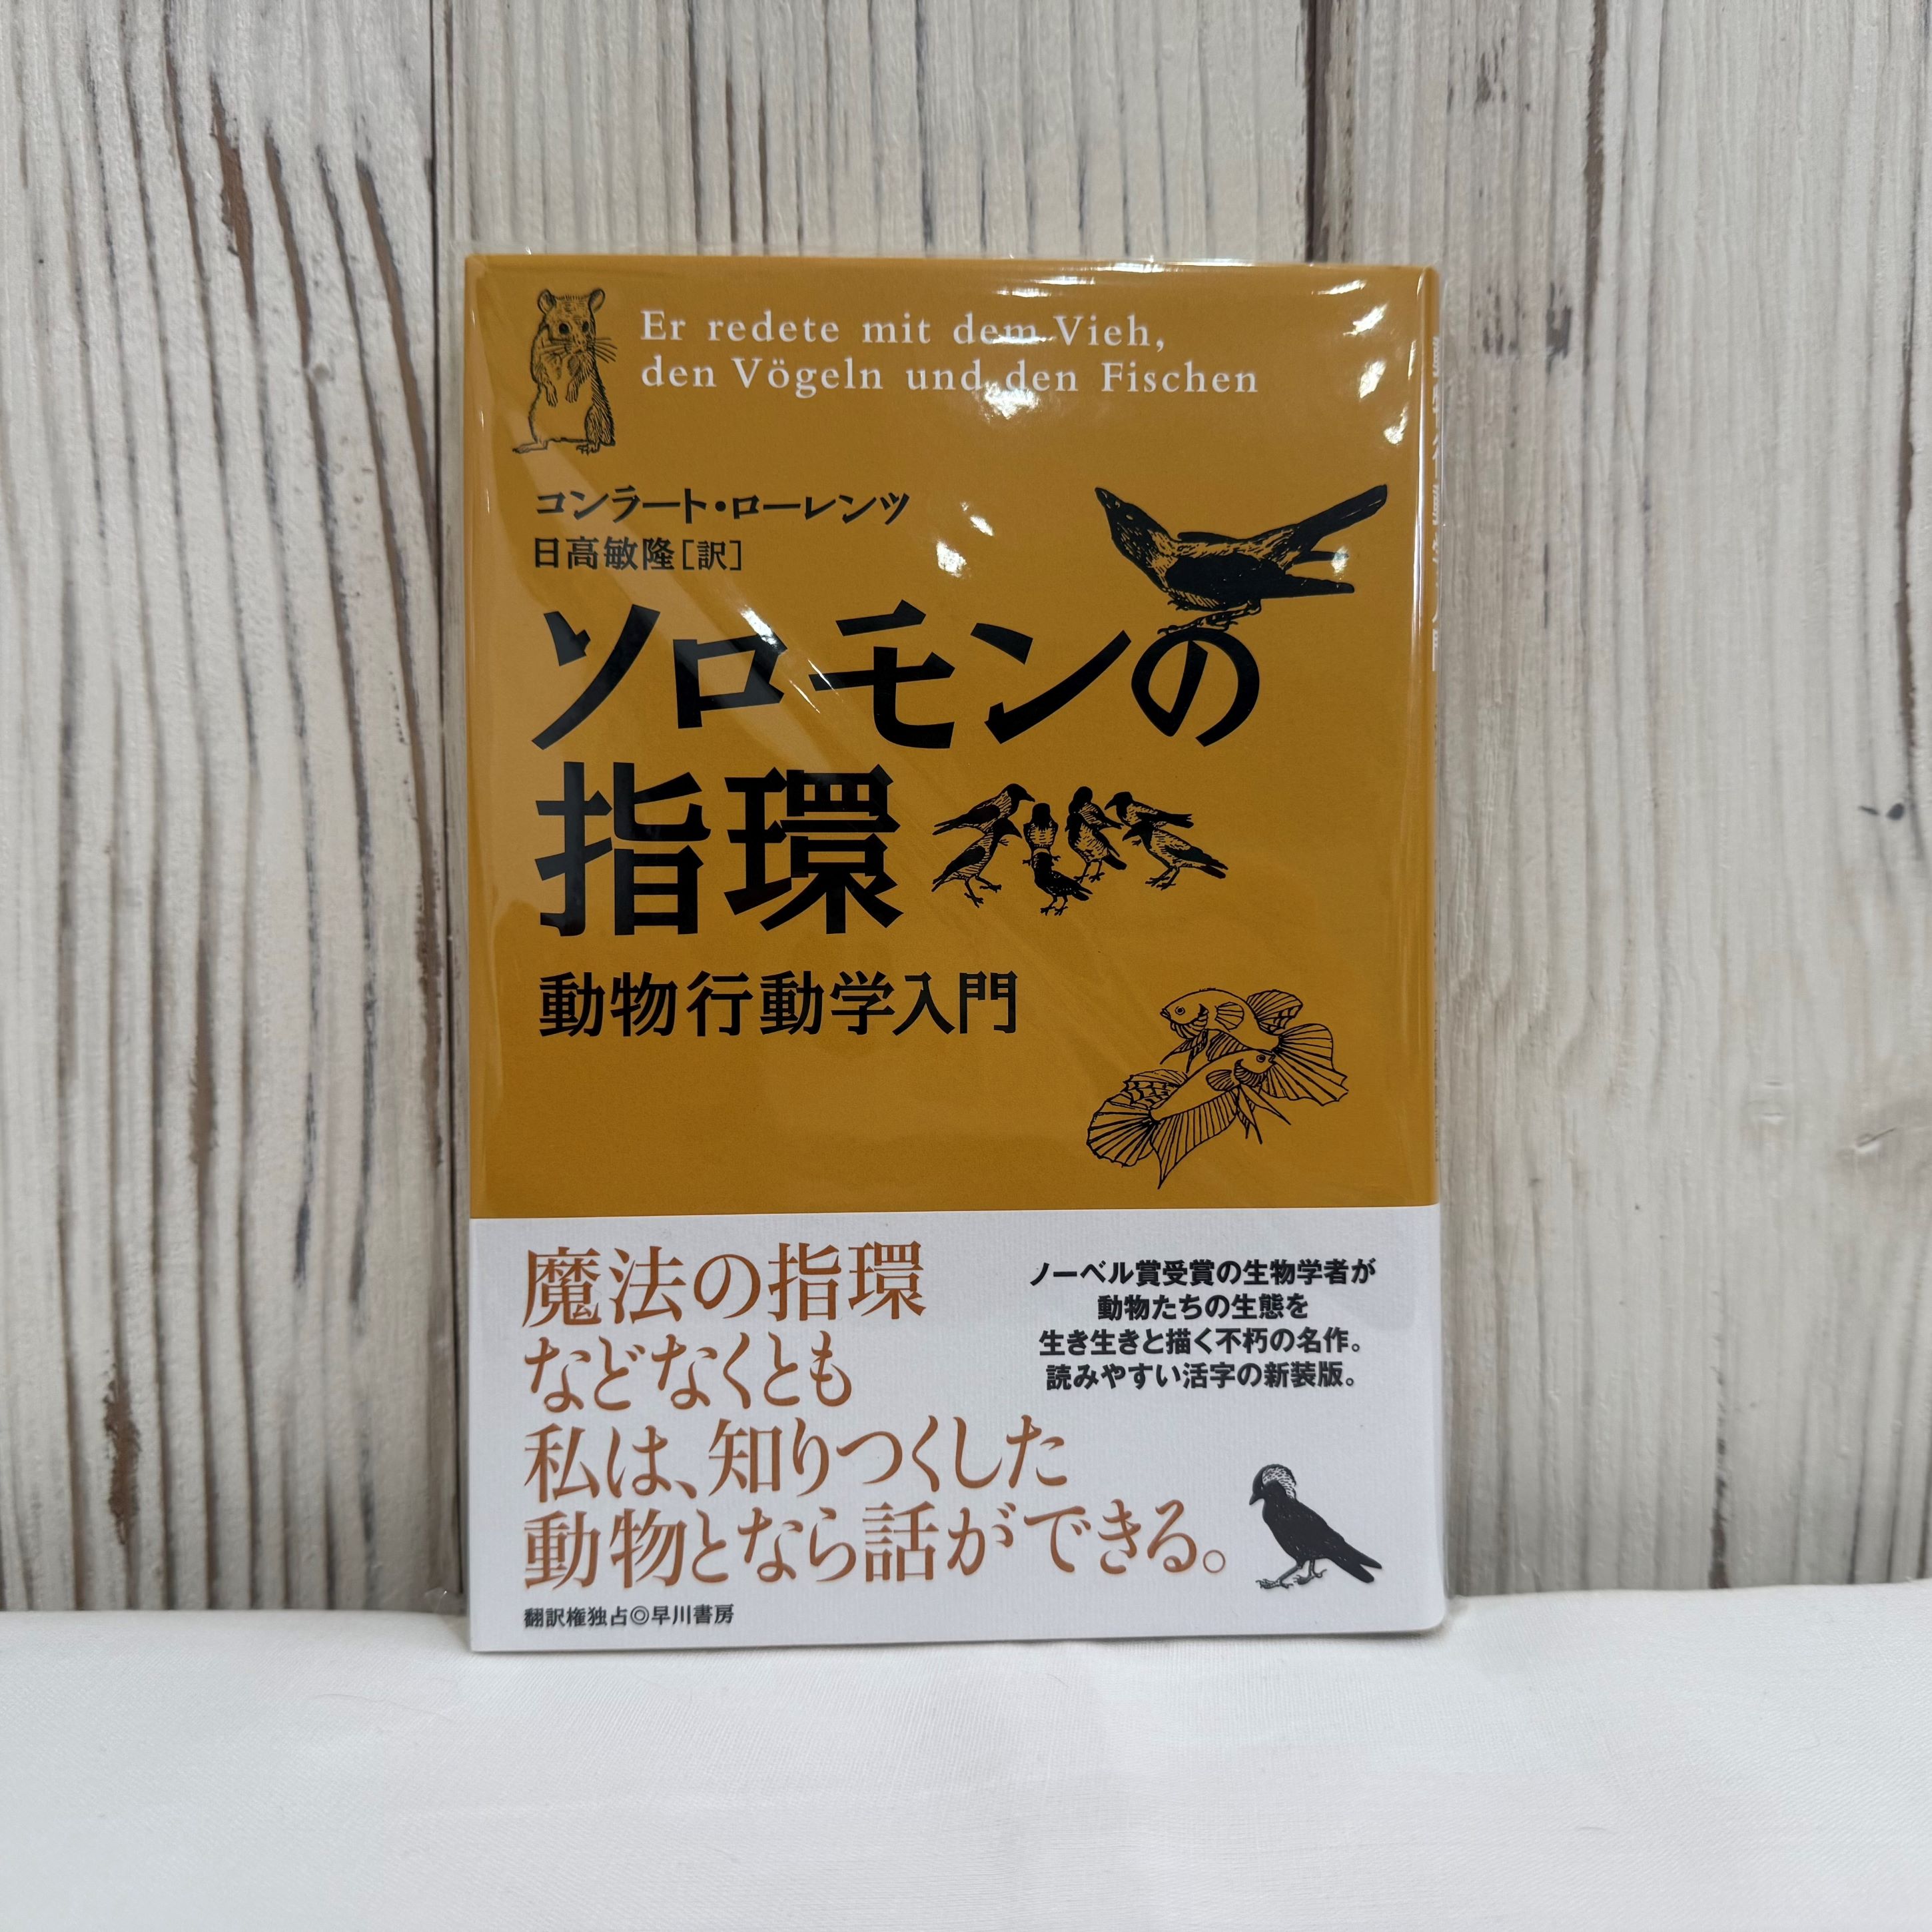 Er redete mit dem Vieh,
den Vögeln und den Fischen
コンラート・ローレンツ
日高敏隆[訳]
ソロモンの
指環
動物行動学入門
魔法の指環
などなくとも
私は、知りつくした
動物となら話ができる。
ノーベル賞受賞の生物学者が
動物たちの生態を
生き生きと描く不朽の名作。
読みやすい活字の新装版。
翻訳権独占◎早川書房